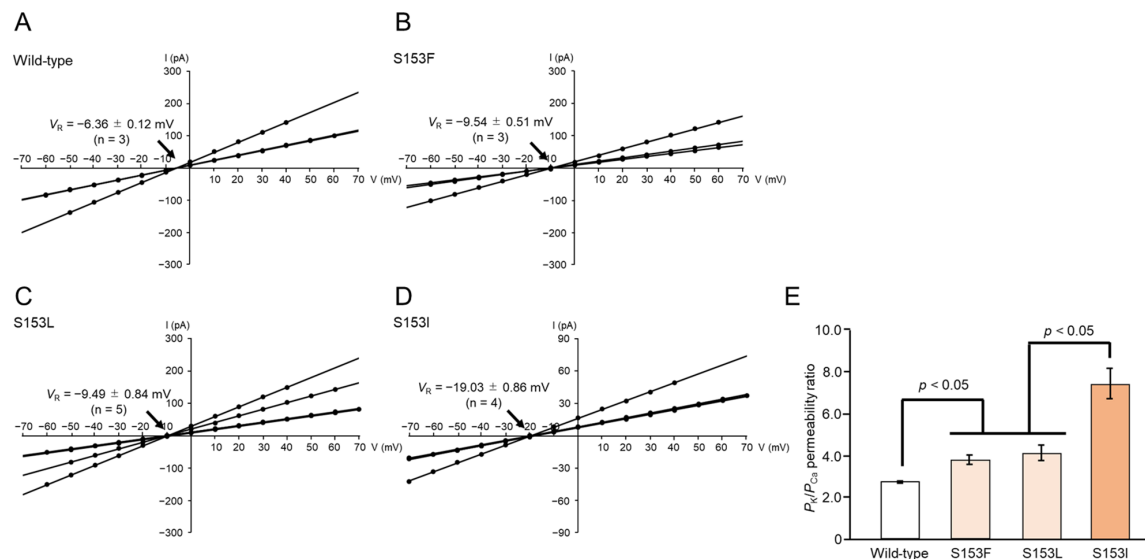 A
Wild-type
I (pA)
300
200
100
−100
−200
−300
V_R = −6.36 ± 0.12 mV
(n = 3)
−70 −60 −50 −40 −30 −20 −10
10 20 30 40 50 60 70 V (mV)
B
S153F
I (pA)
300
200
100
−100
−200
−300
V_R = −9.54 ± 0.51 mV
(n = 3)
−70 −60 −50 −40 −30 −20 −10
10 20 30 40 50 60 70 V (mV)
C
S153L
I (pA)
300
200
100
−100
−200
−300
V_R = −9.49 ± 0.84 mV
(n = 5)
−70 −60 −50 −40 −30 −20 −10
10 20 30 40 50 60 70 V (mV)
D
S153I
I (pA)
90
60
30
−30
−60
−90
V_R = −19.03 ± 0.86 mV
(n = 4)
−70 −60 −50 −40 −30 −20 −10
10 20 30 40 50 60 70 V (mV)
E
P_K/P_Ca permeability ratio
10.0
8.0
6.0
4.0
2.0
0
p < 0.05
p < 0.05
Wild-type S153F S153L S153I